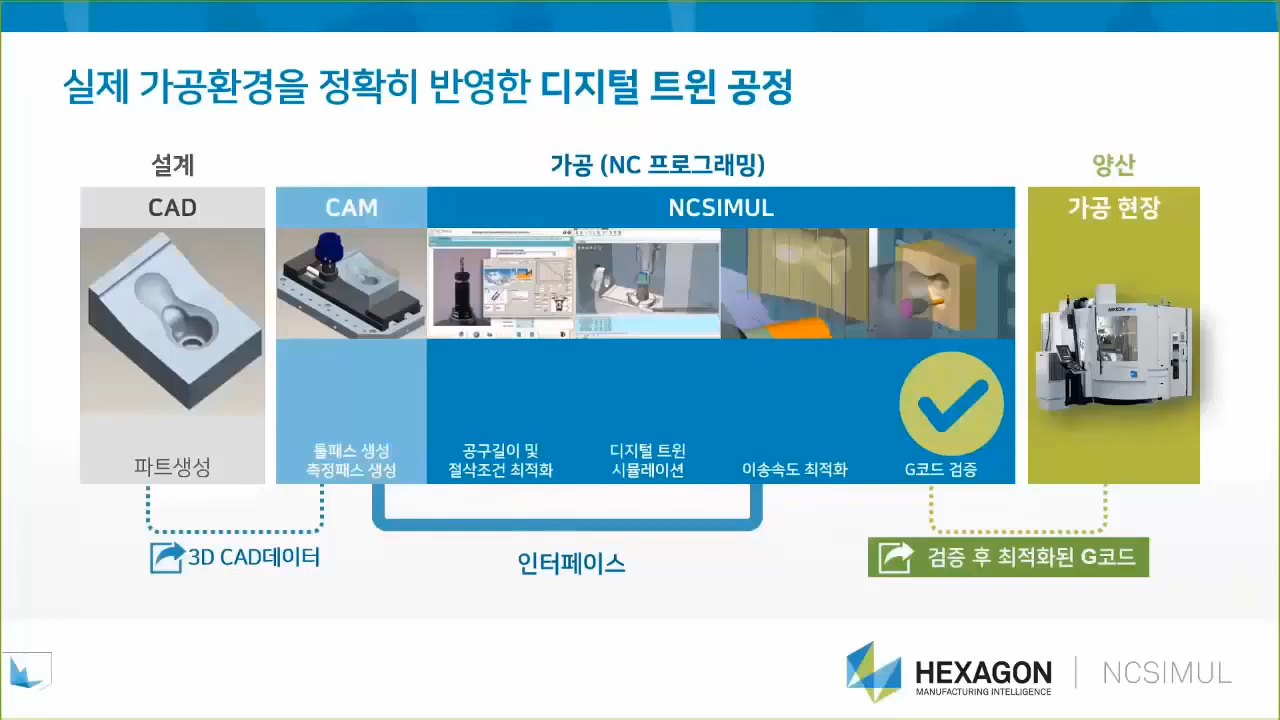 실제 가공환경을 정확히 반영한 디지털 트윈 공정
설계
가공 (NC 프로그래밍)
양산
CAD
CAM
NCSIMUL
가공 현장
파트생성
툴패스 생성
측정패스 생성
공구길이 및
절삭조건 최적화
디지털 트윈
시뮬레이션
이송속도 최적화
G코드 검증
3D CAD데이터
인터페이스
검증 후 최적화된 G코드
HEXAGON
MANUFACTURING INTELLIGENCE
NCSIMUL